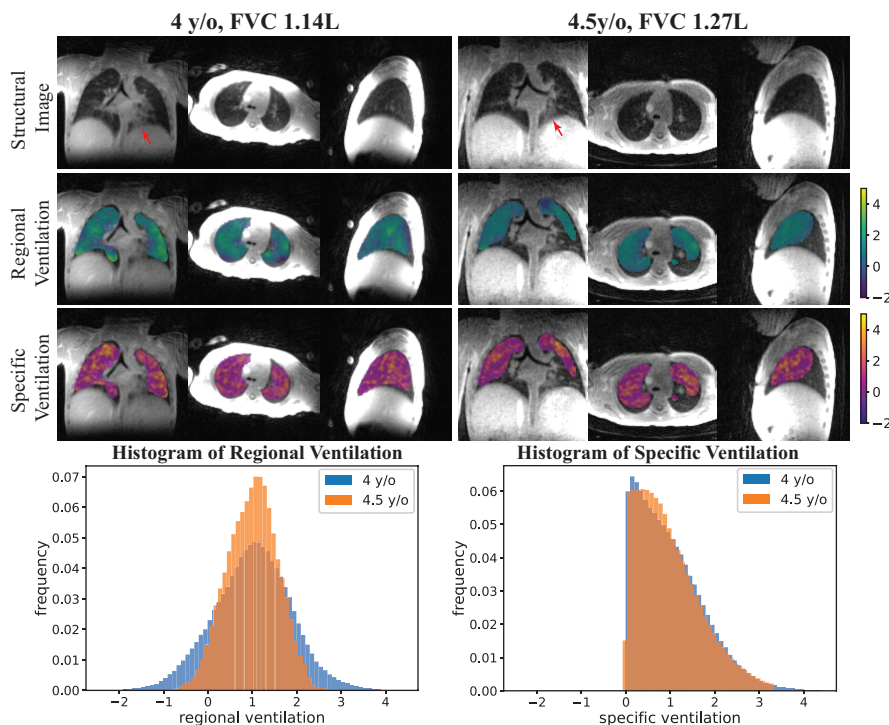 4 y/o, FVC 1.14L
4.5y/o, FVC 1.27L
Structural
Image
Regional
Ventilation
4
2
0
−2
Specific
Ventilation
4
2
0
−2
Histogram of Regional Ventilation
0.07
0.06
0.05
0.04
0.03
0.02
0.01
0.00
frequency
4 y/o
4.5 y/o
−2 −1 0 1 2 3 4
regional ventilation
Histogram of Specific Ventilation
0.06
0.05
0.04
0.03
0.02
0.01
0.00
frequency
4 y/o
4.5 y/o
−2 −1 0 1 2 3 4
specific ventilation